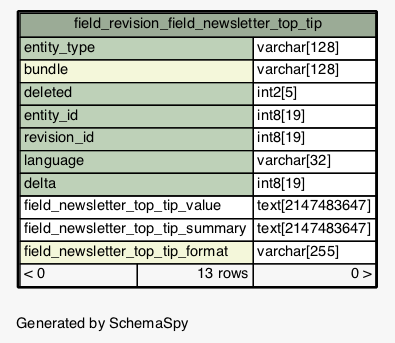 field_revision_field_newsletter_top_tip
entity_type varchar[128]
bundle varchar[128]
deleted int2[5]
entity_id int8[19]
revision_id int8[19]
language varchar[32]
delta int8[19]
field_newsletter_top_tip_value text[2147483647]
field_newsletter_top_tip_summary text[2147483647]
field_newsletter_top_tip_format varchar[255]
< 0 13 rows 0 >
Generated by SchemaSpy